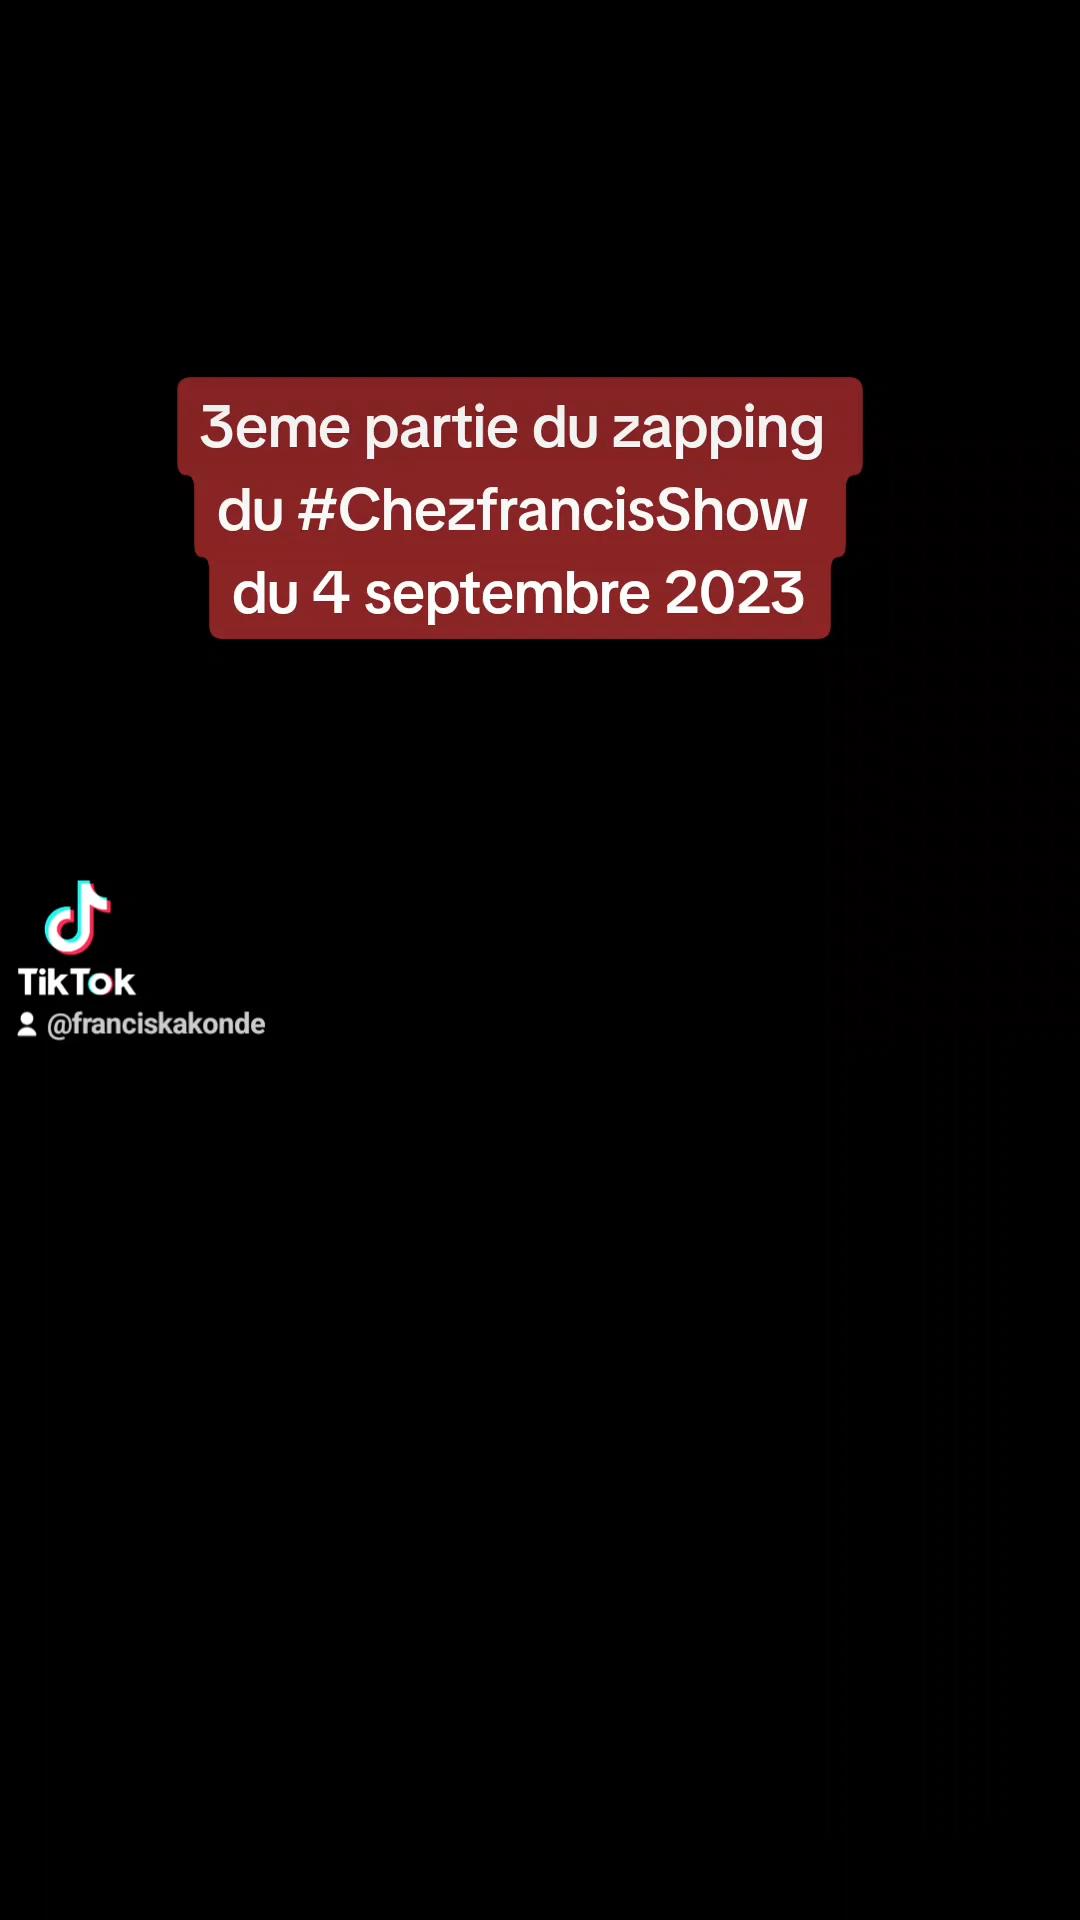 3eme partie du zapping
du #ChezfrancisShow
du 4 septembre 2023
TikTok
@franciskakonde